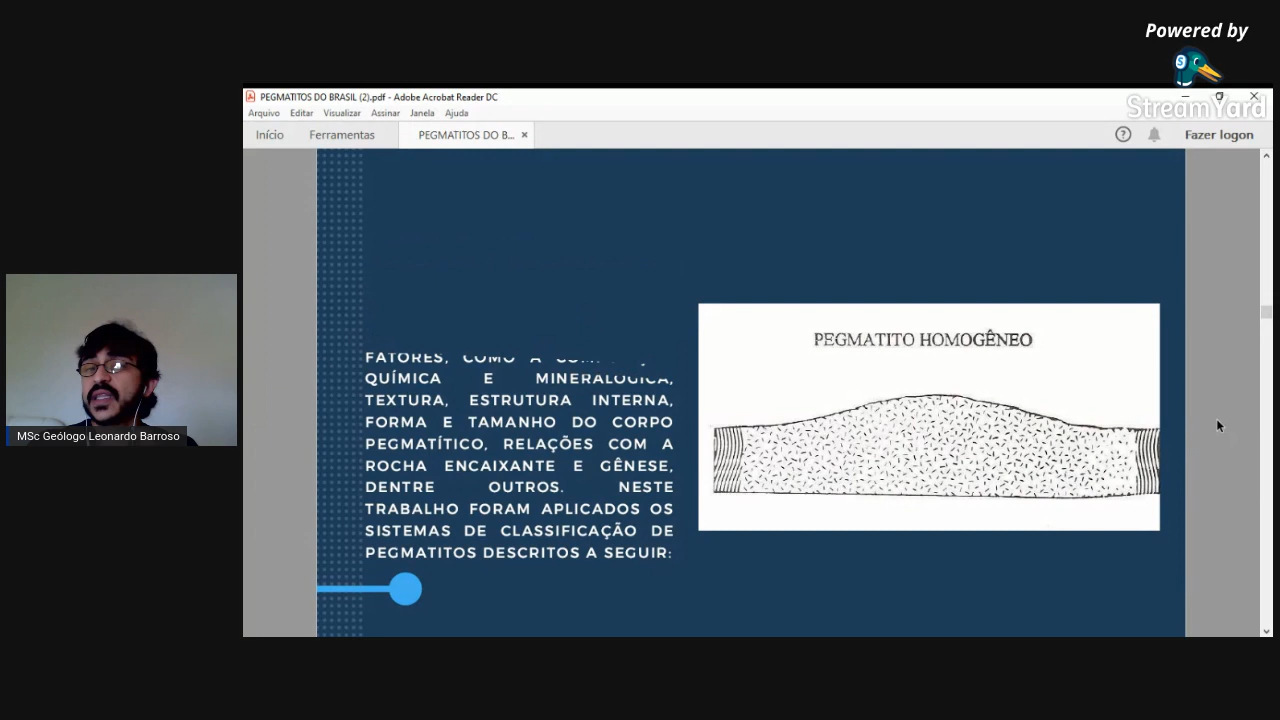 Powered by
StreamYard
PEGMATITOS DO BRASIL (2).pdf - Adobe Acrobat Reader DC
Arquivo Editar Visualizar Assinar Janela Ajuda
Início Ferramentas PEGMATITOS DO B... × Fazer logon
PEGMATITO HOMOGÊNEO
FATORES, COMO A
QUÍMICA E MINERALÓGICA,
TEXTURA, ESTRUTURA INTERNA,
FORMA E TAMANHO DO CORPO
PEGMATÍTICO, RELAÇÕES COM A
ROCHA ENCAIXANTE E GÊNESE,
DENTRE OUTROS. NESTE
TRABALHO FORAM APLICADOS OS
SISTEMAS DE CLASSIFICAÇÃO DE
PEGMATITOS DESCRITOS A SEGUIR:
MSc Geólogo Leonardo Barroso